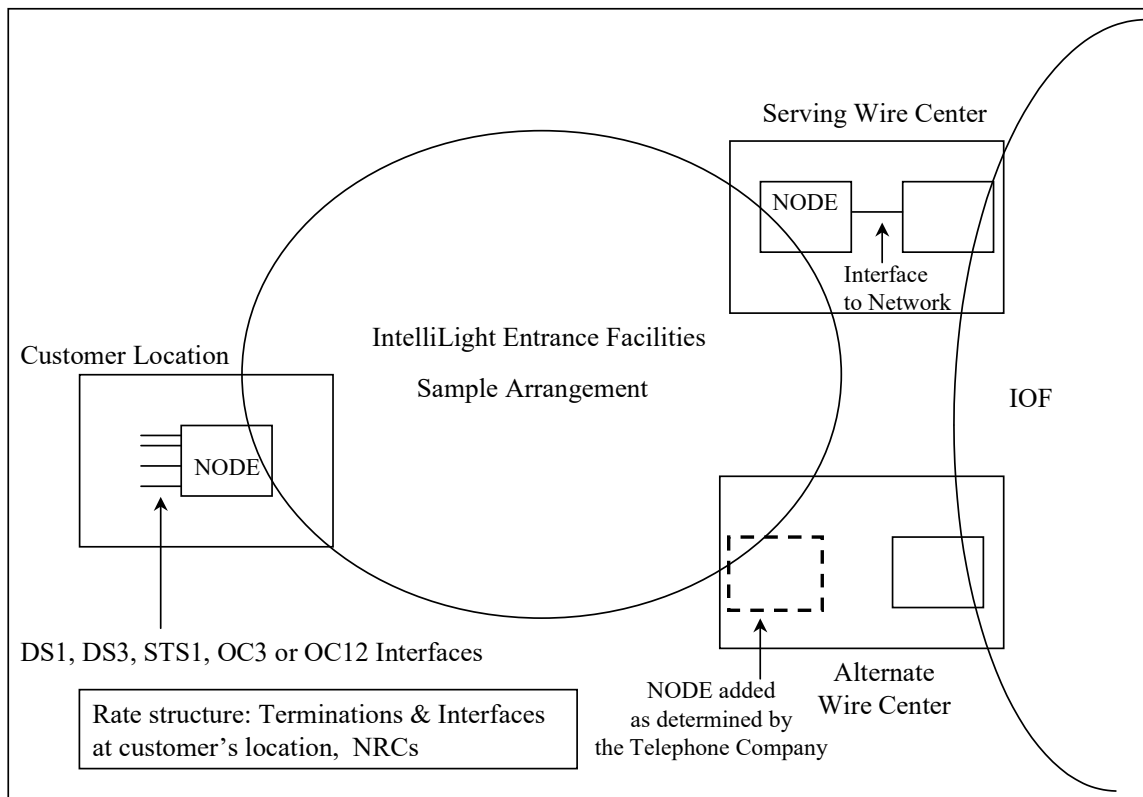 Serving Wire Center
NODE
Interface
to Network
IntelliLight Entrance Facilities
Sample Arrangement
Customer Location
NODE
IOF
DS1, DS3, STS1, OC3 or OC12 Interfaces
Alternate
Wire Center
NODE added
as determined by
the Telephone Company
Rate structure: Terminations & Interfaces
at customer's location, NRCs